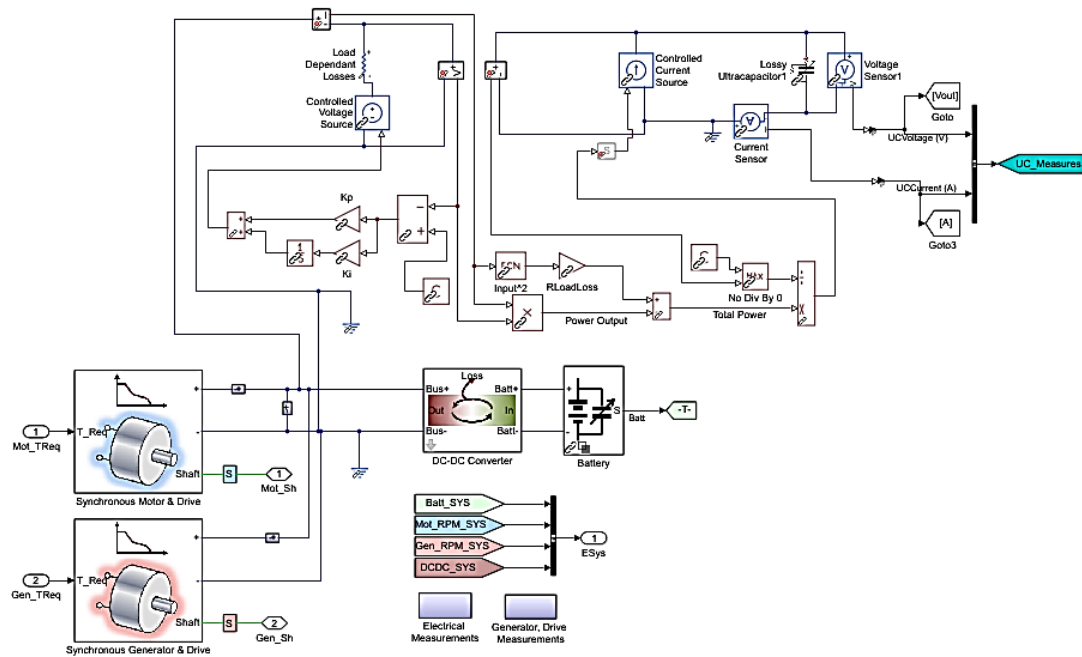 Load
Dependant
Losses
Controlled
Voltage
Source
Controlled
Current
Source
Lossy
Ultracapacitor1
Voltage
Sensor1
[Voul]
Goto
UCVoltage (V)
Current
Sensor
UC_Measures
UCCurrent (A)
[A]
Goto3
Kp
Ki
Input^2
RLoadLoss
No Div By 0
Power Output
Total Power
1
Mot_TReq
T_Req
Shaft
S
1
Mot_Sh
Synchronous Motor & Drive
Bus+
Loss
Batt+
Out
In
Bus-
Batt-
DC-DC Converter
S
Batt
-T-
Battery
2
Gen_TReq
T_Req
Shaft
S
2
Gen_Sh
Synchronous Generator & Drive
Batt_SYS
Mot_RPM_SYS
Gen_RPM_SYS
DCDC_SYS
1
ESys
Electrical
Measurements
Generator, Drive
Measurements